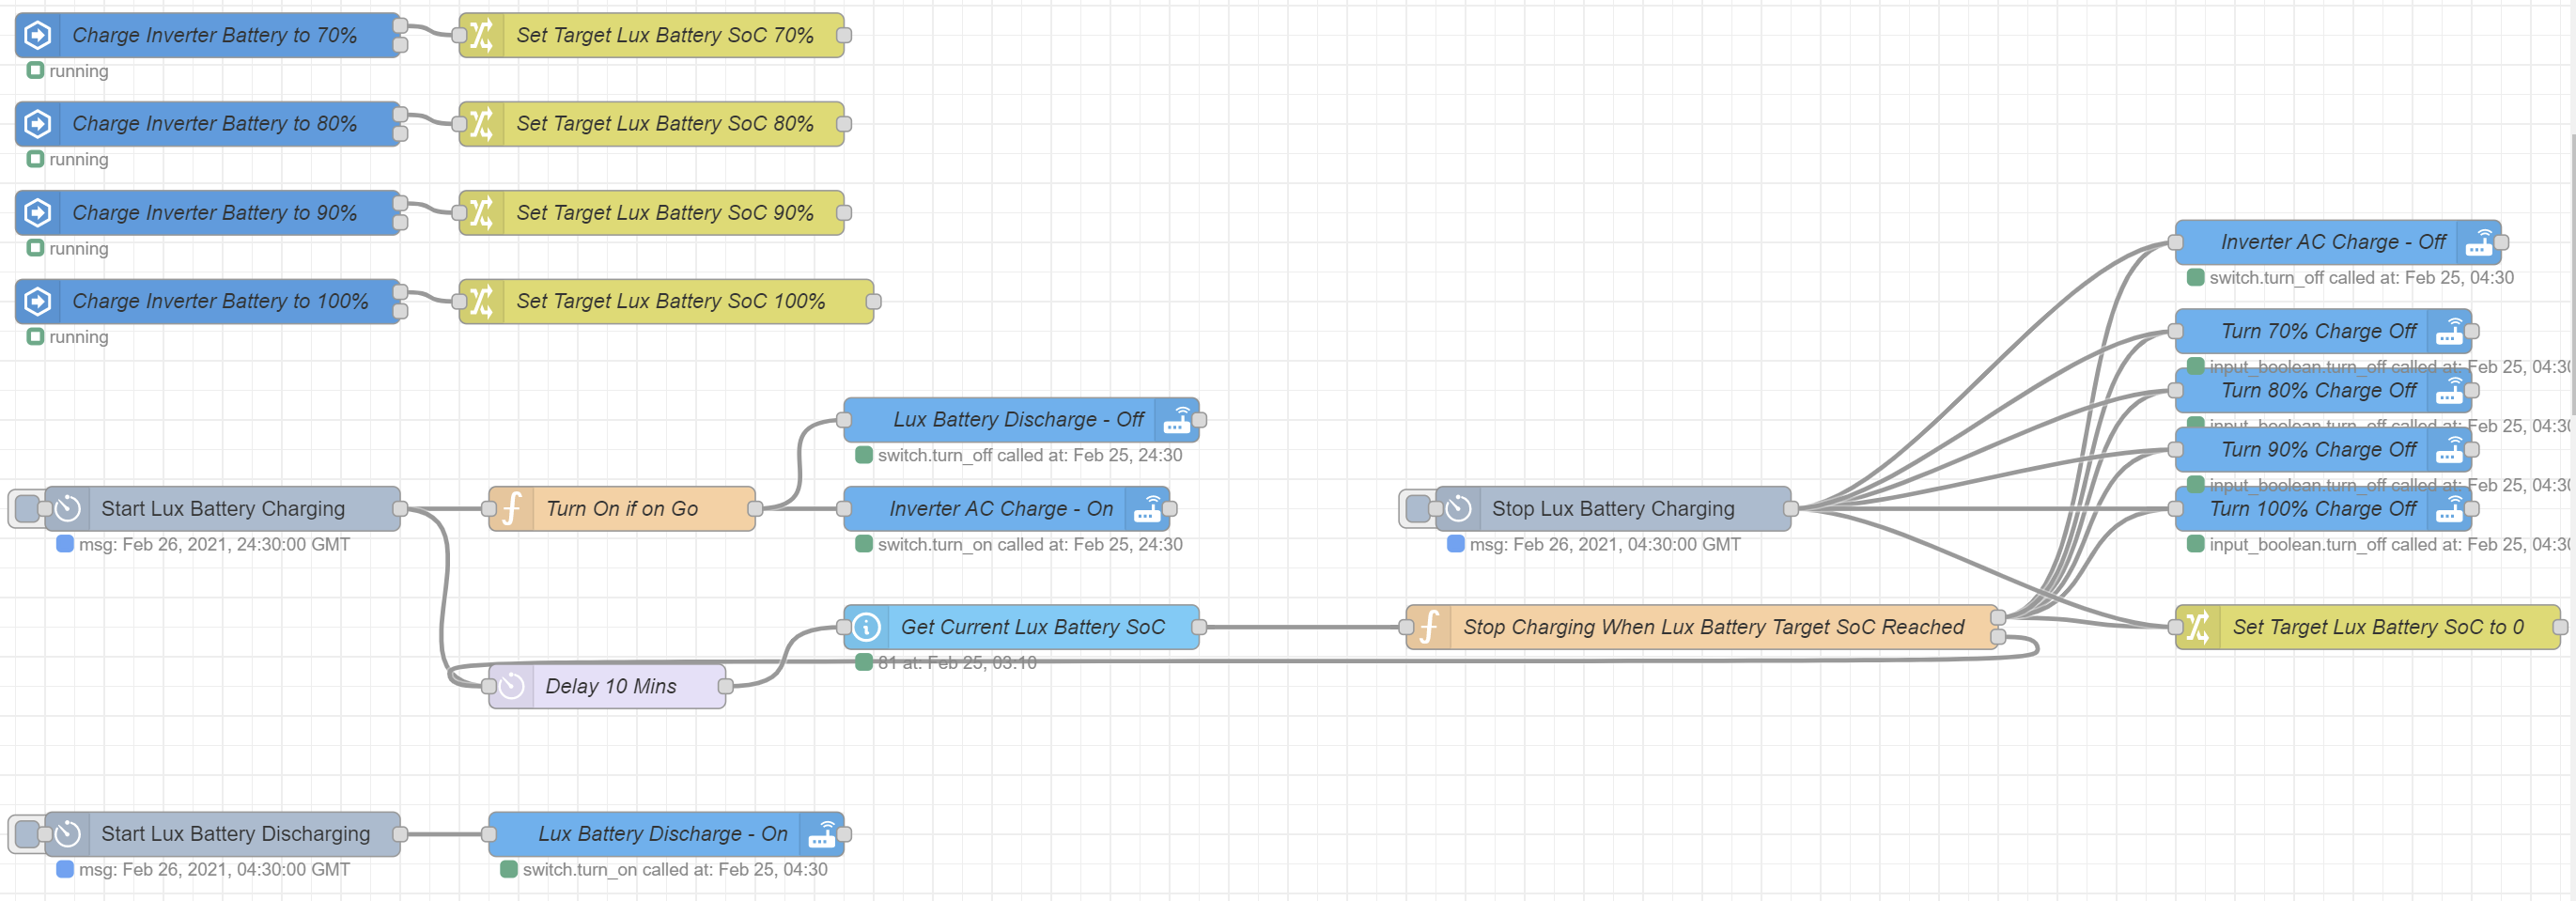 Charge Inverter Battery to 70%
Set Target Lux Battery SoC 70%
running
Charge Inverter Battery to 80%
Set Target Lux Battery SoC 80%
running
Charge Inverter Battery to 90%
Set Target Lux Battery SoC 90%
running
Charge Inverter Battery to 100%
Set Target Lux Battery SoC 100%
running
Inverter AC Charge - Off
switch.turn_off called at: Feb 25, 04:30
Turn 70% Charge Off
input_boolean.turn_off called at: Feb 25, 04:30
Turn 80% Charge Off
input_boolean.turn_off called at: Feb 25, 04:30
Turn 90% Charge Off
input_boolean.turn_off called at: Feb 25, 04:30
Turn 100% Charge Off
input_boolean.turn_off called at: Feb 25, 04:30
Lux Battery Discharge - Off
switch.turn_off called at: Feb 25, 24:30
Start Lux Battery Charging
msg: Feb 26, 2021, 24:30:00 GMT
Turn On if on Go
Inverter AC Charge - On
switch.turn_on called at: Feb 25, 24:30
Stop Lux Battery Charging
msg: Feb 26, 2021, 04:30:00 GMT
Get Current Lux Battery SoC
81 at: Feb 25, 03:10
Stop Charging When Lux Battery Target SoC Reached
Set Target Lux Battery SoC to 0
Delay 10 Mins
Start Lux Battery Discharging
msg: Feb 26, 2021, 04:30:00 GMT
Lux Battery Discharge - On
switch.turn_on called at: Feb 25, 04:30